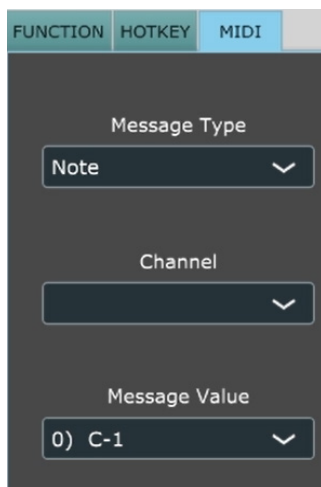 FUNCTION HOTKEY MIDI
Message Type
Note
Channel
Message Value
0) C-1